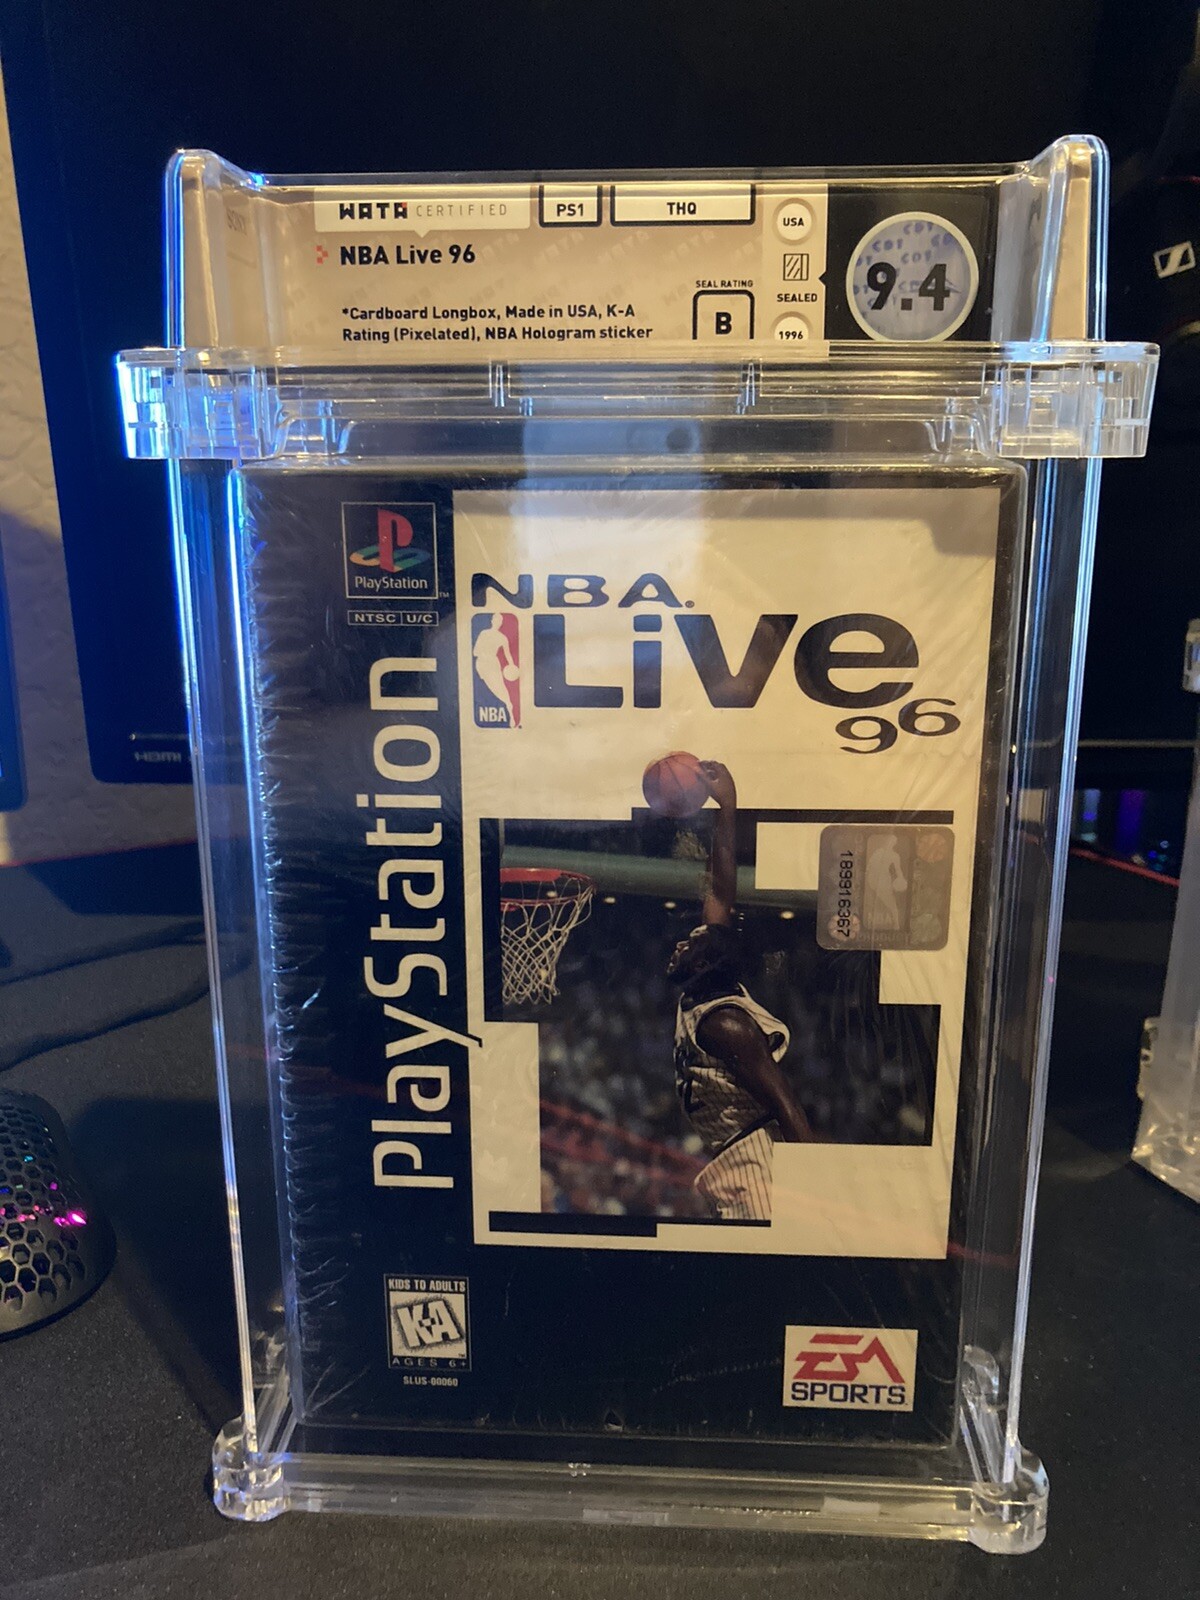 WATA CERTIFIED
PS1
THQ
USA
NBA Live 96
9.4
SEALED
SEAL RATING
B
*Cardboard Longbox, Made in USA, K-A
Rating (Pixelated), NBA Hologram sticker
1996
PlayStation
NTSC U/C
NBA
Live
96
NBA
PlayStation
189916367
KIDS TO ADULTS
K-A
AGES 6+
SLUS-00060
EA
SPORTS
HDMI